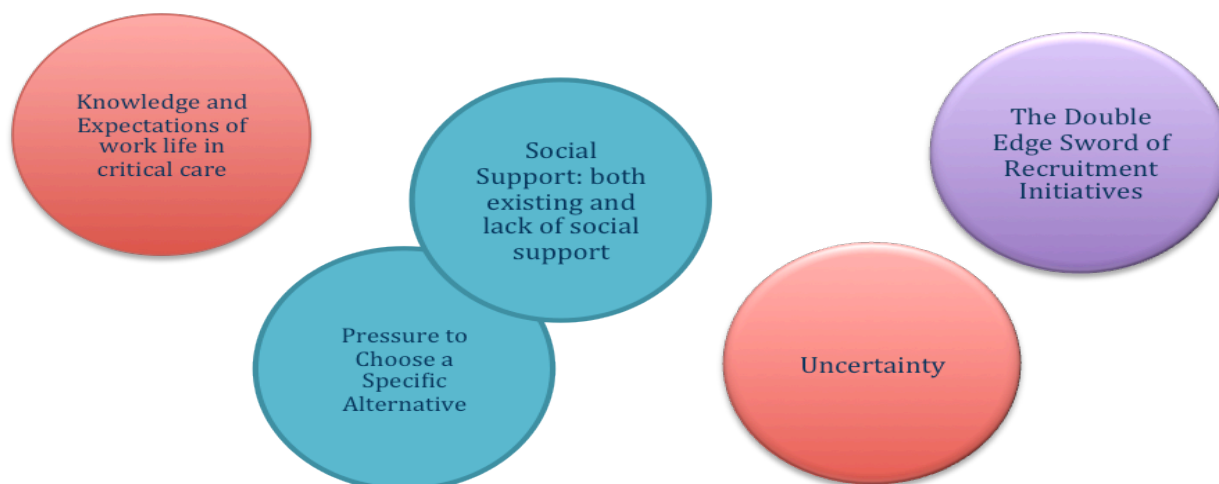 Knowledge and
Expectations of
work life in
critical care
Social
Support: both
existing and
lack of social
support
Pressure to
Choose a
Specific
Alternative
The Double
Edge Sword of
Recruitment
Initiatives
Uncertainty